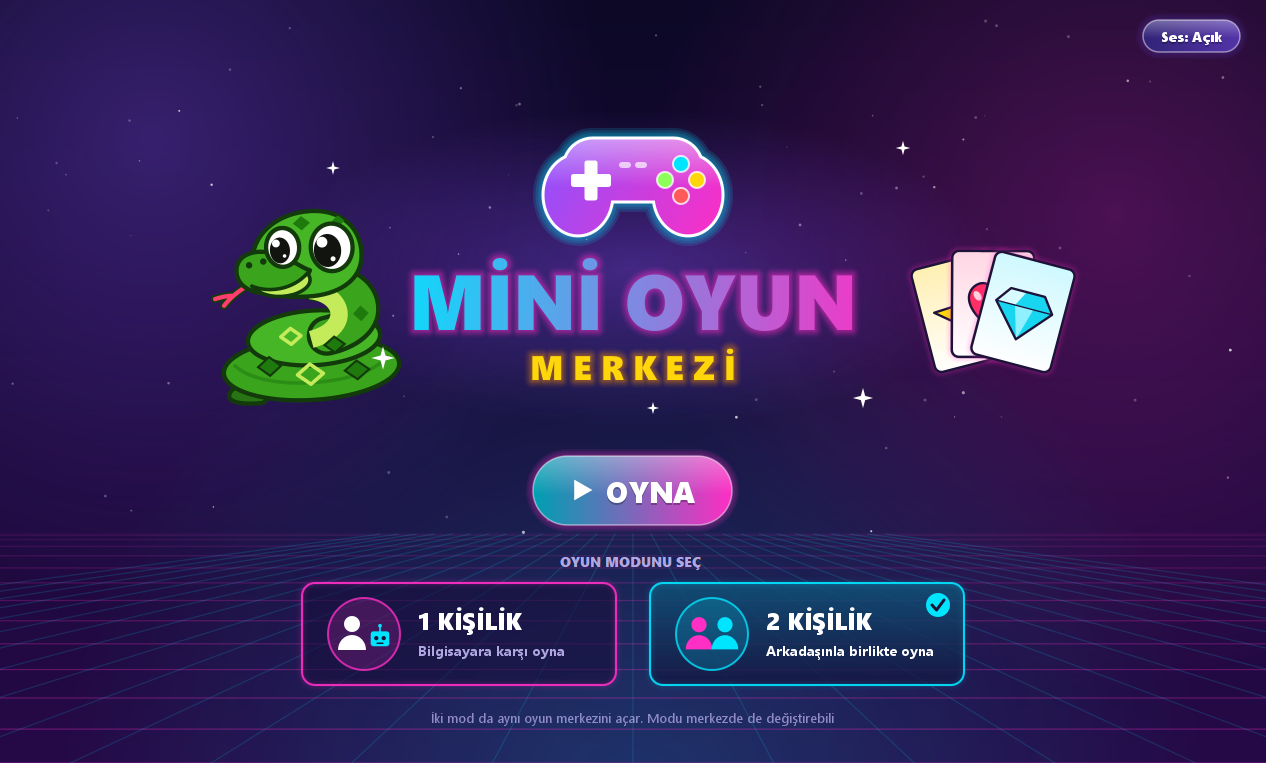 Ses: Açık
MİNİ OYUN
MERKEZİ
OYNA
OYUN MODUNU SEÇ
1 KİŞİLİK
Bilgisayara karşı oyna
2 KİŞİLİK
Arkadaşınla birlikte oyna
İki mod da aynı oyun merkezini açar. Modu merkezde de değiştirebili